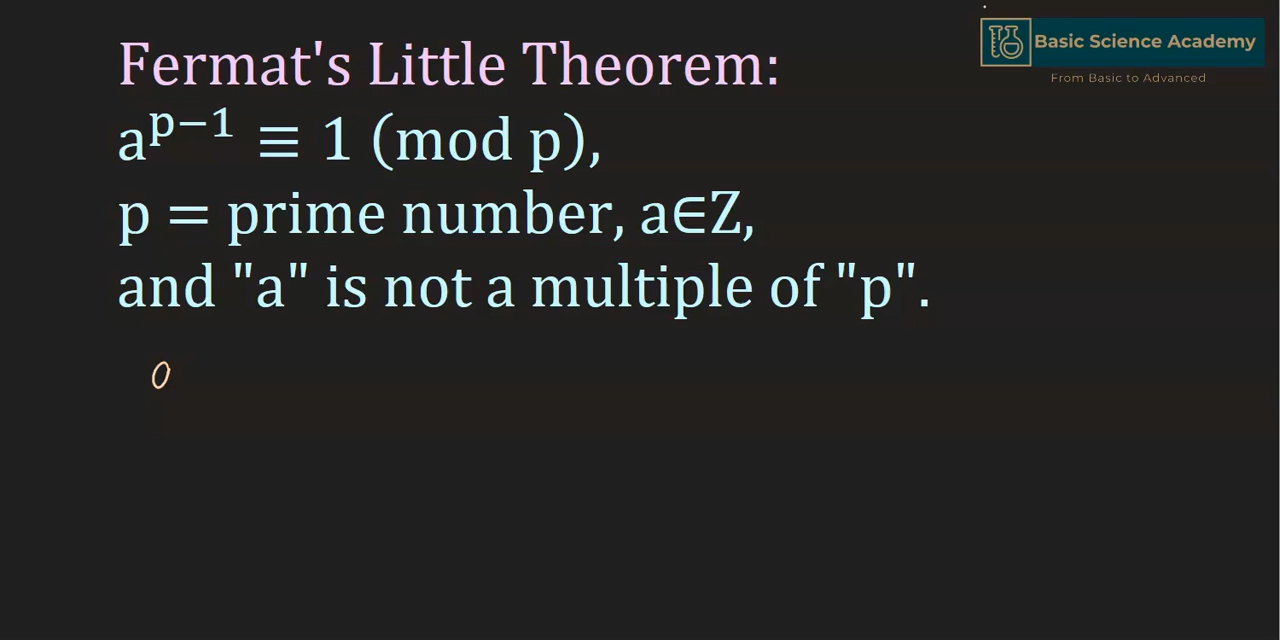 Fermat's Little Theorem:
a^{p−1} ≡ 1 (mod p),
p = prime number, a∈Z,
and "a" is not a multiple of "p".
Basic Science Academy
From Basic to Advanced